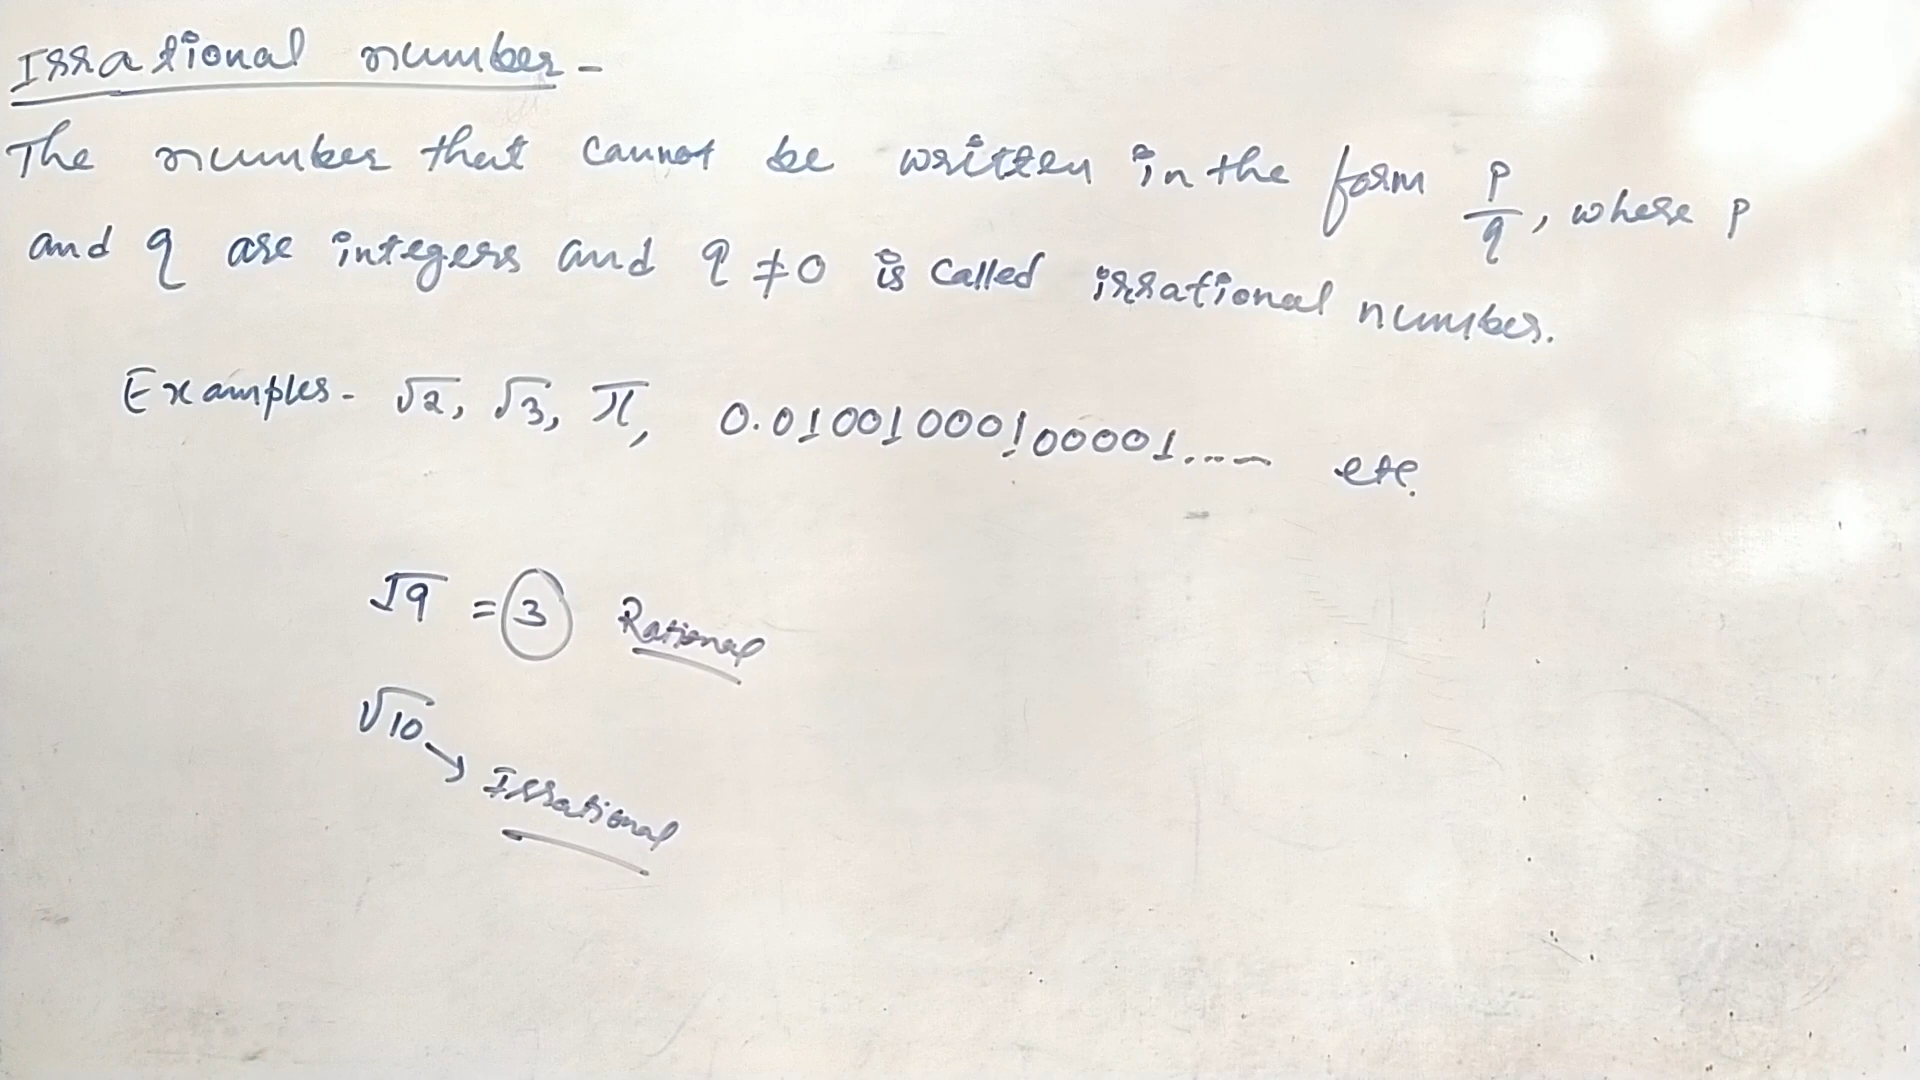 Irrational number -
The number that cannot be written in the form p/q, where p
and q are integers and q ≠ 0 is called irrational number.
Examples - √2, √3, π, 0.01001000100001..... etc.
√9 = 3 Rational
√10 → Irrational